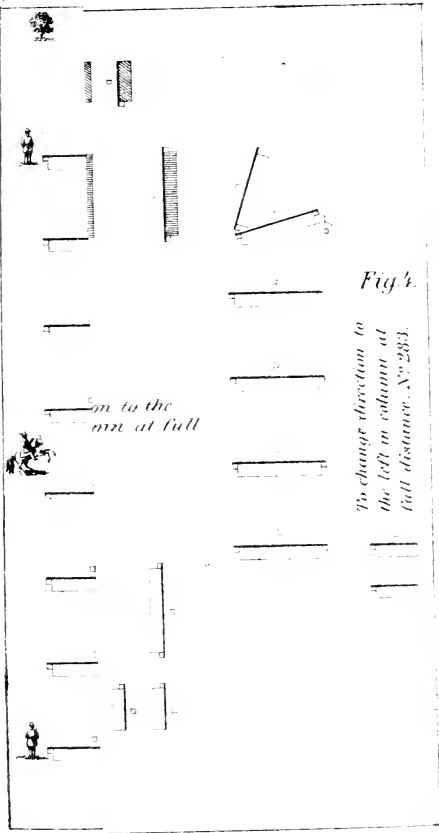 Fig. 4.
To change direction to
the left in column at
full distance. Nº 283.
on to the
mn at full